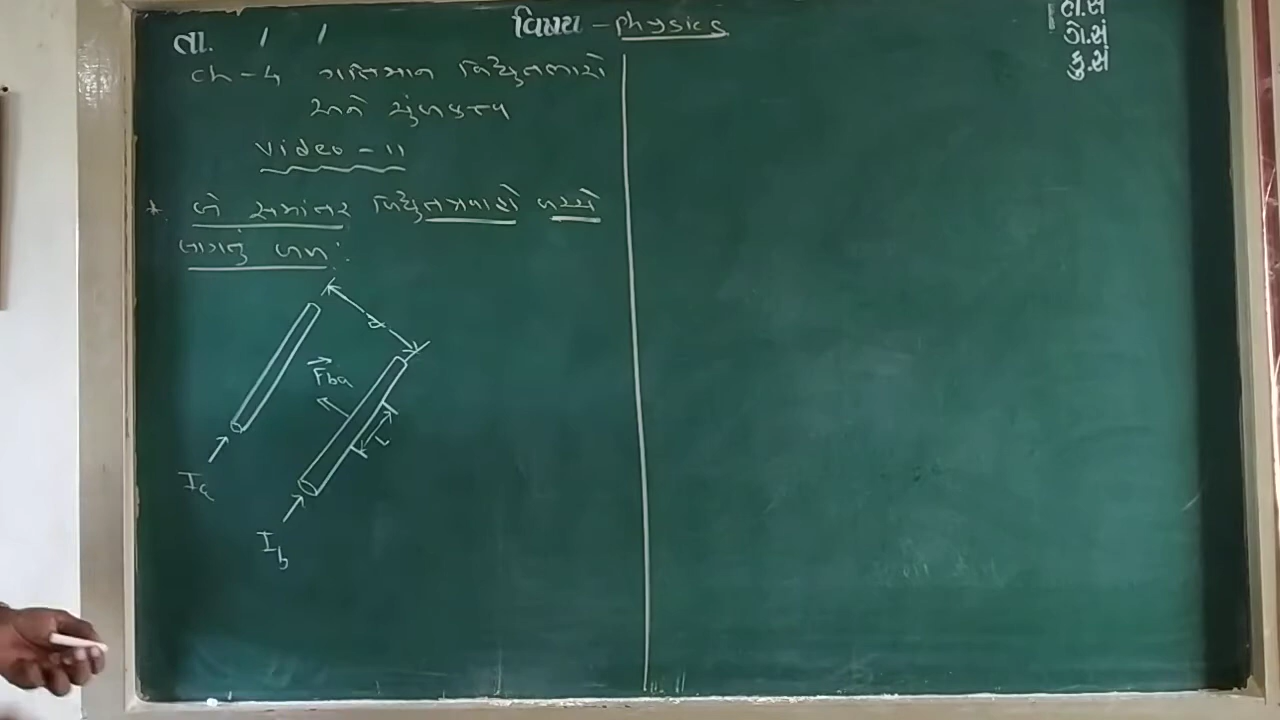 તા. / /
વિષય - Physics
હા.સં
ગે.સં
કુ.સં
ch-4 ગતિમાન વિદ્યુતભારો
અને ચુંબકત્વ
Video - 11
*. બે સમાંતર વિદ્યુતપ્રવાહો વચ્ચે
લાગતું બળ :
d
Fba
L
Ia
Ib